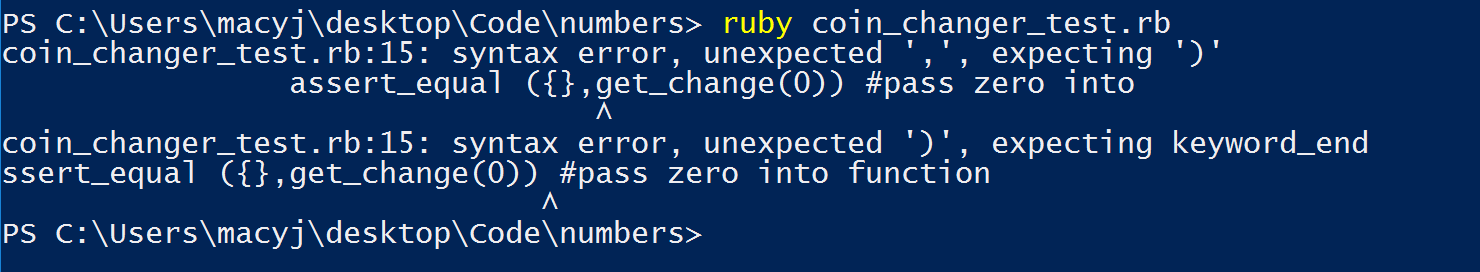 PS C:\Users\macyj\desktop\Code\numbers> ruby coin_changer_test.rb
coin_changer_test.rb:15: syntax error, unexpected ',', expecting ')'
assert_equal ({},get_change(0)) #pass zero into
^
coin_changer_test.rb:15: syntax error, unexpected ')', expecting keyword_end
ssert_equal ({},get_change(0)) #pass zero into function
^
PS C:\Users\macyj\desktop\Code\numbers>